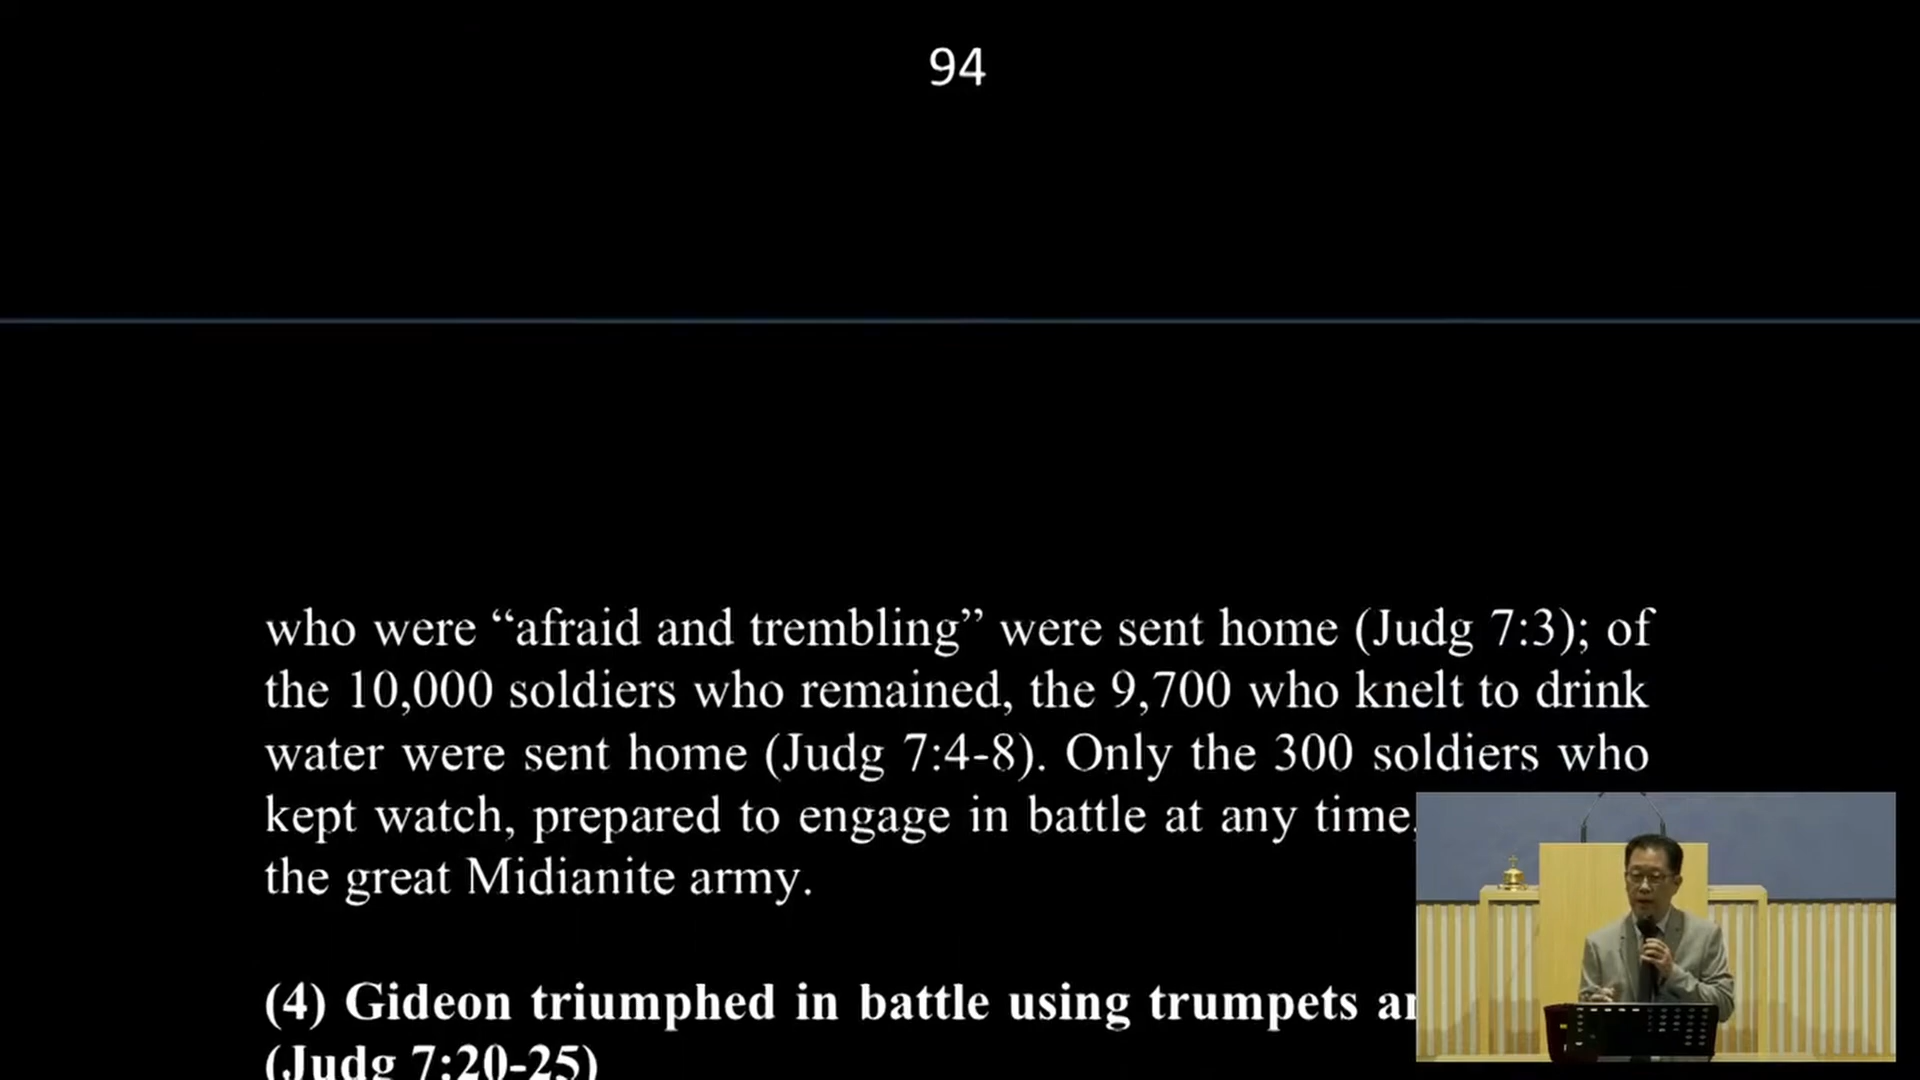 94
who were “afraid and trembling” were sent home (Judg 7:3); of
the 10,000 soldiers who remained, the 9,700 who knelt to drink
water were sent home (Judg 7:4-8). Only the 300 soldiers who
kept watch, prepared to engage in battle at any time,
the great Midianite army.
(4) Gideon triumphed in battle using trumpets
(Judg 7:20-25)